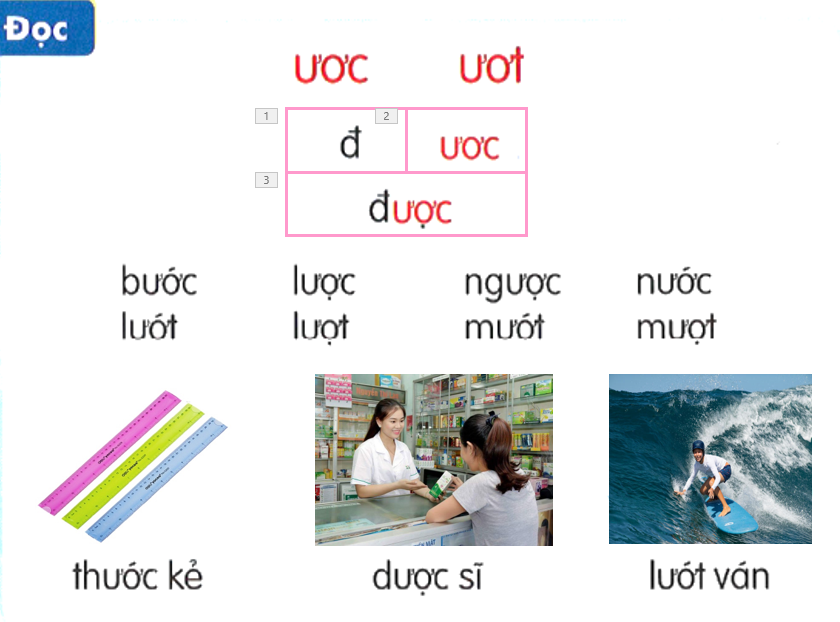 Đọc
ươc ươt
1 2
đ ươc
3
được
bước lược ngược nước
lướt lượt mướt mượt
thước kẻ dược sĩ lướt ván